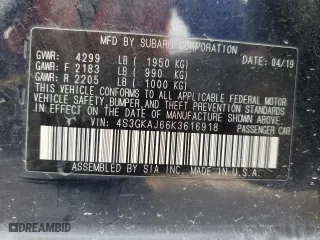 MFD BY SUBARU CORPORATION DATE: 04/19
GVWR: 4299 LB ( 1950 KG)
GAWR: F 2183 LB ( 990 KG)
GAWR: R 2205 LB ( 1000 KG)
THIS VEHICLE CONFORMS TO ALL APPLICABLE FEDERAL MOTOR
VEHICLE SAFETY, BUMPER, AND THEFT PREVENTION STANDARDS
IN EFFECT ON THE DATE OF MANUFACTURE SHOWN ABOVE.
VIN: 4S3GKAJ66K3616918 PASSENGER CAR
ASSEMBLED BY SIA INC. MADE IN U.S.A.
©2026 AUTOBIDMD